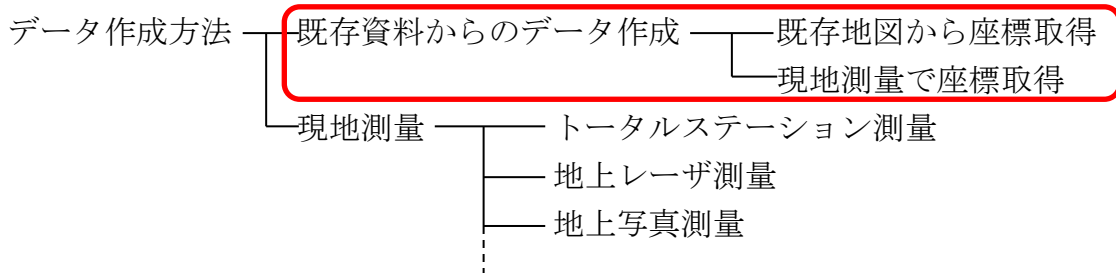 データ作成方法 既存資料からのデータ作成 既存地図から座標取得
現地測量で座標取得
現地測量 トータルステーション測量
地上レーザ測量
地上写真測量